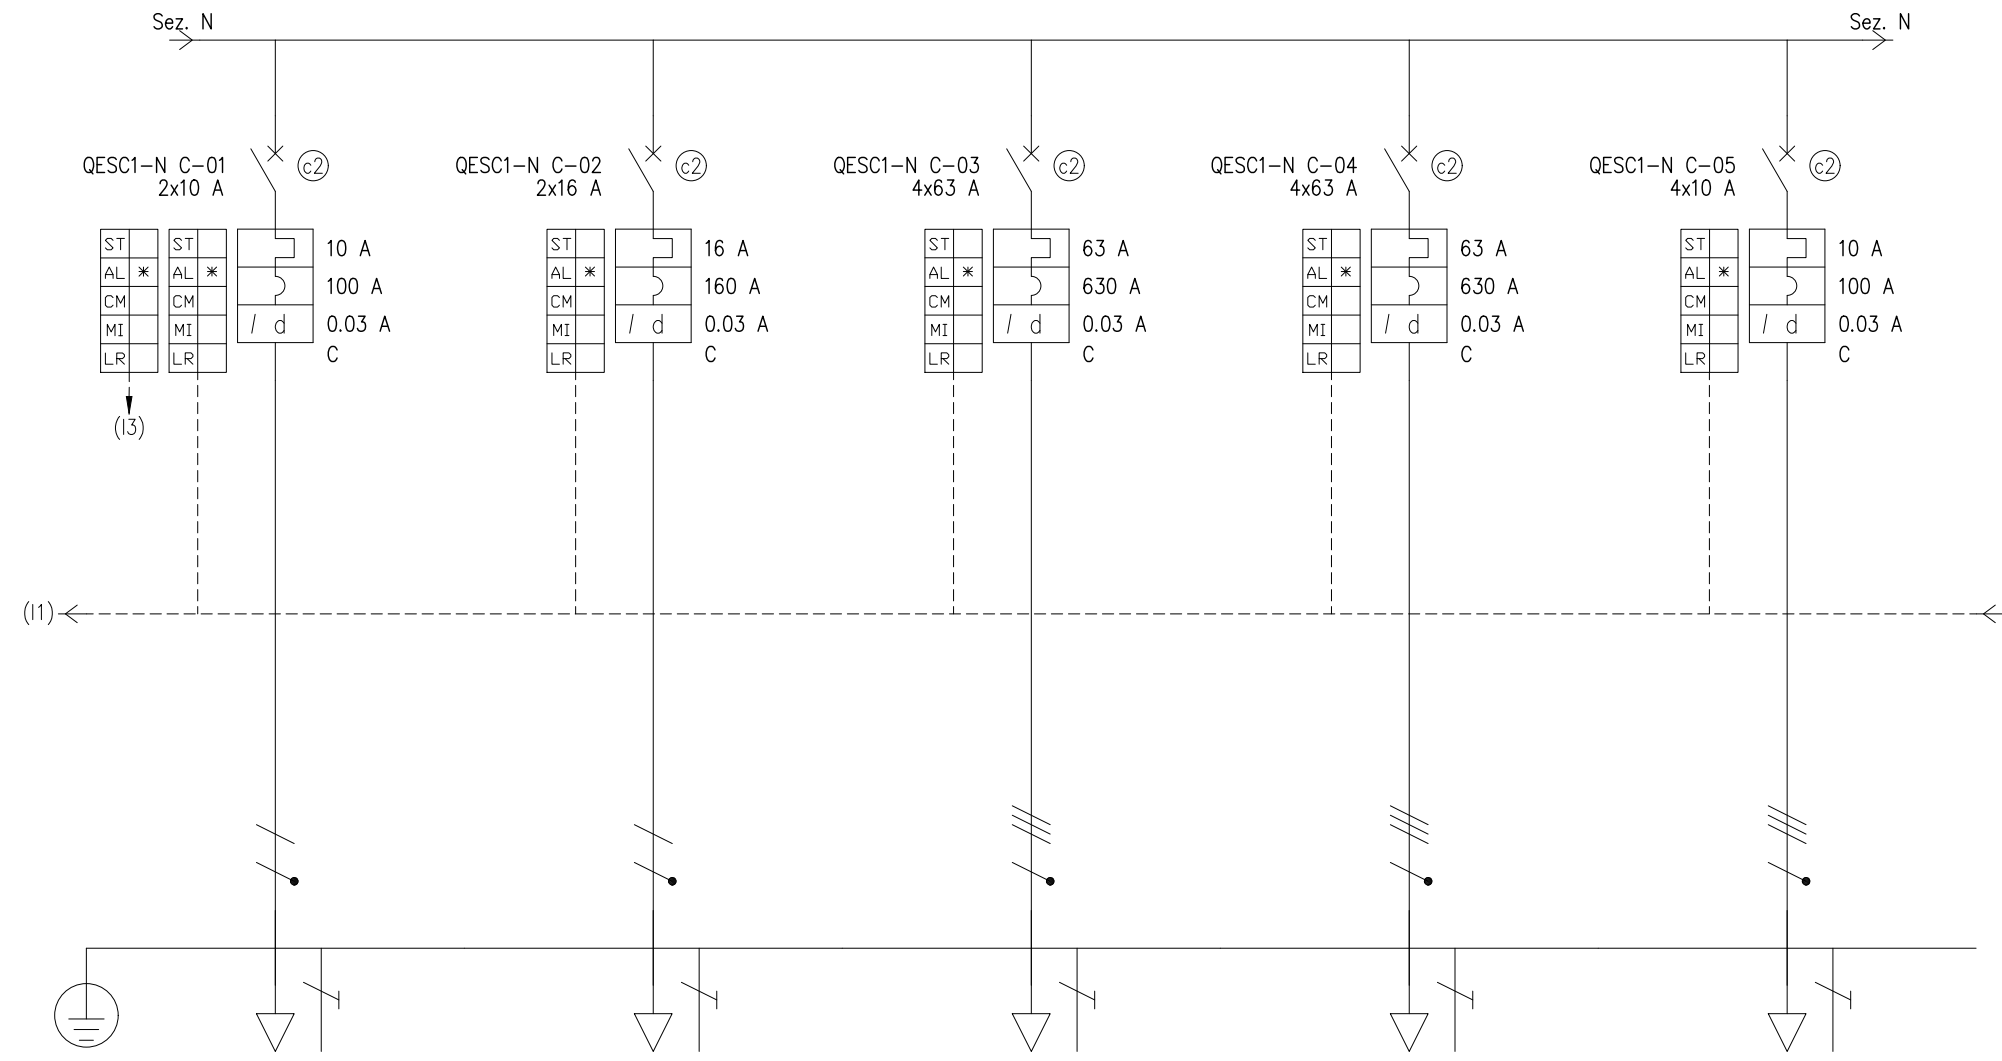 Sez. N
Sez. N
QESC1-N C-01
2x10 A
c2
ST
AL *
CM
MI
LR
ST
AL *
CM
MI
LR
I d
10 A
100 A
0.03 A
C
(I3)
QESC1-N C-02
2x16 A
c2
ST
AL *
CM
MI
LR
I d
16 A
160 A
0.03 A
C
QESC1-N C-03
4x63 A
c2
ST
AL *
CM
MI
LR
I d
63 A
630 A
0.03 A
C
QESC1-N C-04
4x63 A
c2
ST
AL *
CM
MI
LR
I d
63 A
630 A
0.03 A
C
QESC1-N C-05
4x10 A
c2
ST
AL *
CM
MI
LR
I d
10 A
100 A
0.03 A
C
(I1)